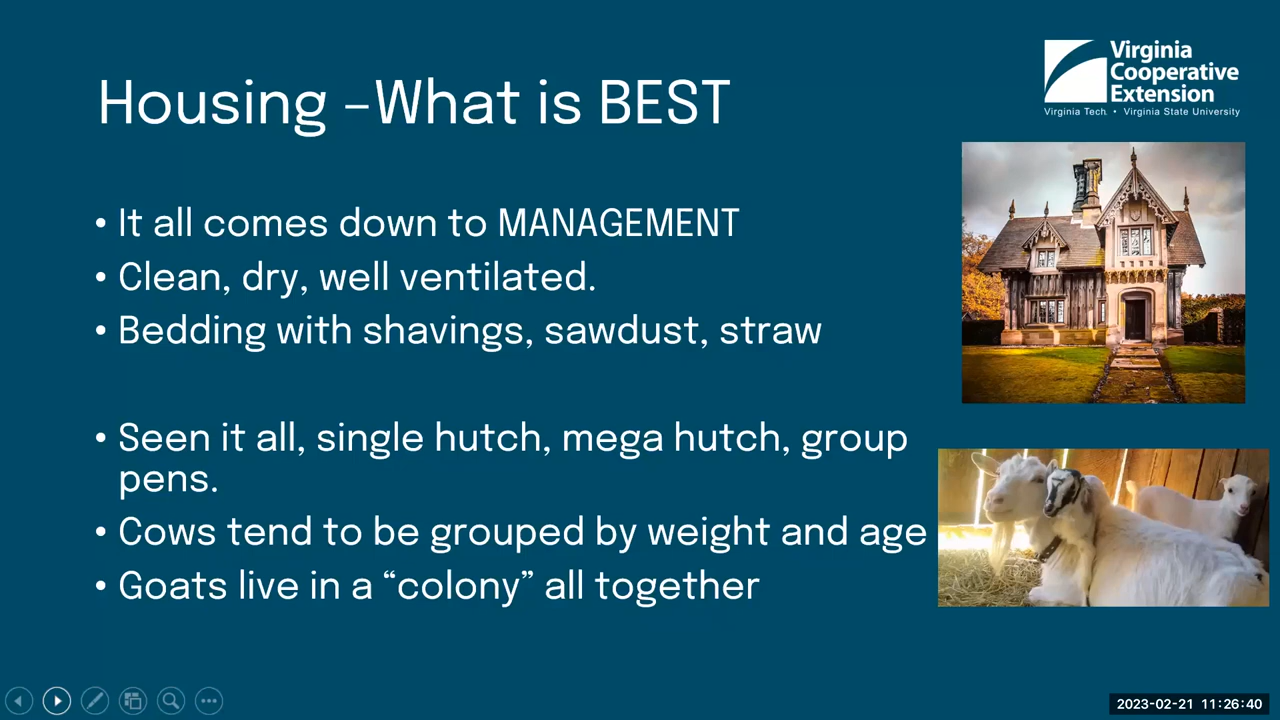 Virginia
Cooperative
Extension
Virginia Tech. • Virginia State University
Housing –What is BEST
• It all comes down to MANAGEMENT
• Clean, dry, well ventilated.
• Bedding with shavings, sawdust, straw
• Seen it all, single hutch, mega hutch, group
pens.
• Cows tend to be grouped by weight and age
• Goats live in a “colony” all together
2023-02-21 11:26:40